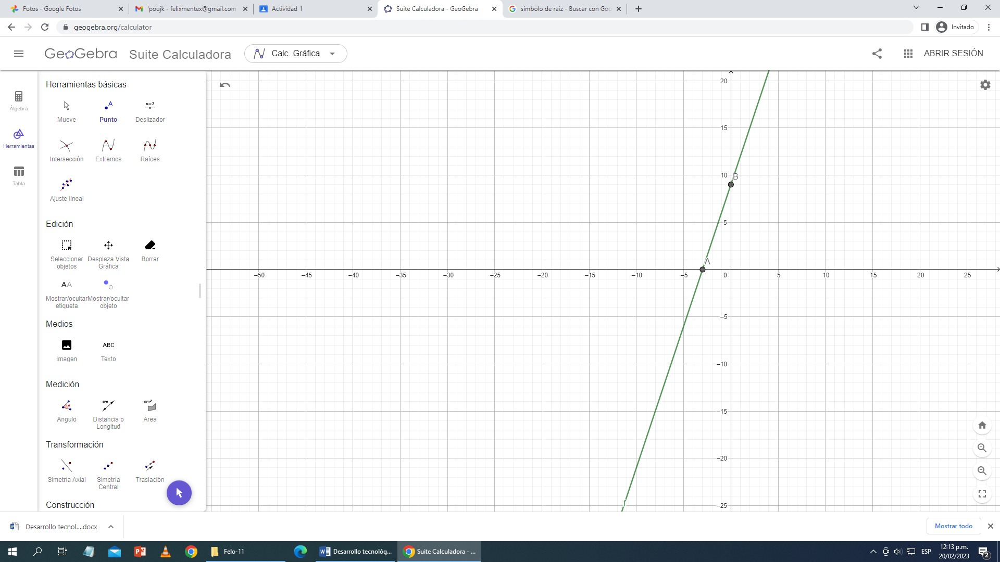 Fotos - Google Fotos
'poujk - felixmentex@gmail.com
Actividad 1
Suite Calculadora - GeoGebra
simbolo de raiz - Buscar con Goo
geogebra.org/calculator
Invitado
GeoGebra Suite Calculadora
Calc. Gráfica
ABRIR SESIÓN
Álgebra
Herramientas
Tabla
Herramientas básicas
A
a=2
Mueve Punto Deslizador
Intersección Extremos Raíces
Ajuste lineal
Edición
Seleccionar objetos
Desplaza Vista Gráfica
Borrar
AA
Mostrar/ocultar etiqueta
Mostrar/ocultar objeto
Medios
ABC
Imagen Texto
Medición
α
cm
cm²
Ángulo
Distancia o Longitud
Área
Transformación
Simetría Axial
Simetría Central
Traslación
Construcción
20
15
10
B
5
A
–50 –45 –40 –35 –30 –25 –20 –15 –10 –5 0 5 10 15 20 25
–5
–10
–15
–20
f
–25
Desarrollo tecnol....docx
Mostrar todo
Felo-11
Desarrollo tecnológ...
Suite Calculadora - ...
ESP
12:13 p.m.
20/02/2023
2